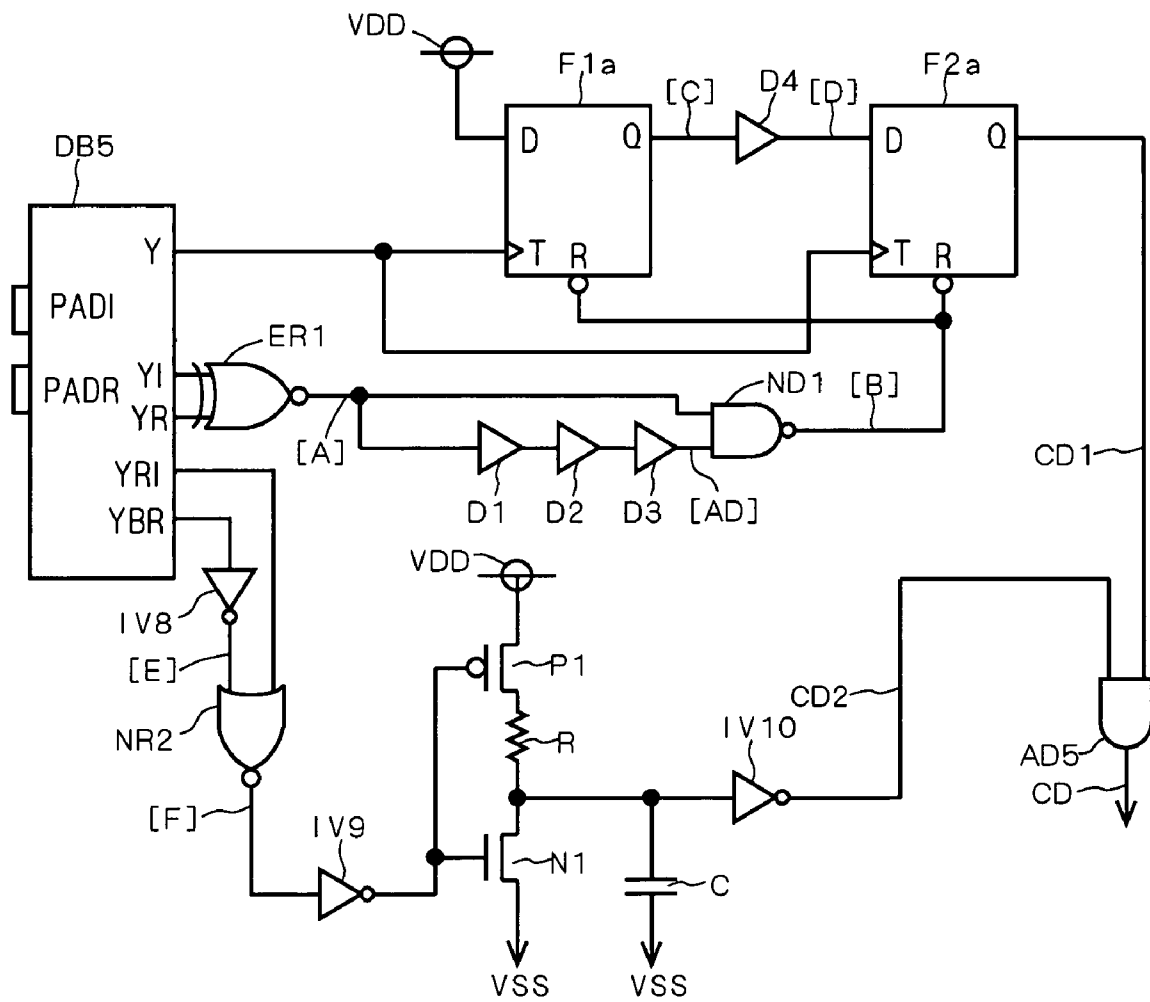 VDD
F1a
[C]
D4
[D]
F2a
D
Q
D
Q
DB5
Y
T
R
T
R
PADI
ER1
YI
PADR
YR
ND1
[B]
[A]
CD1
YRI
D1
D2
D3
[AD]
YBR
VDD
IV8
[E]
P1
CD2
NR2
R
IV10
AD5
[F]
CD
IV9
N1
C
VSS
VSS